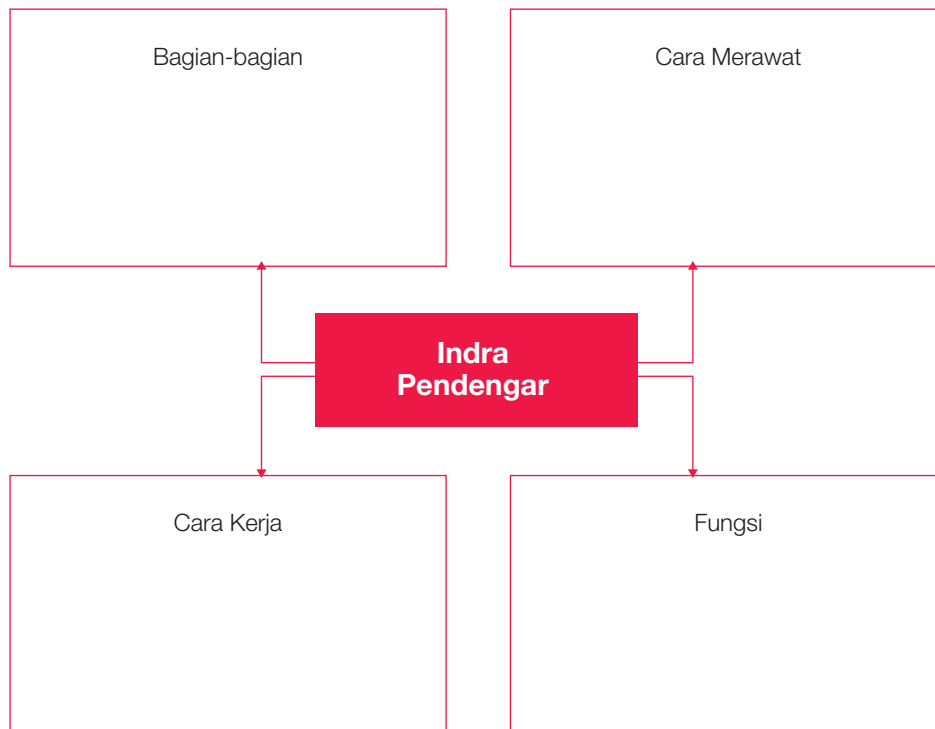 Bagian-bagian
Cara Merawat
Indra
Pendengar
Cara Kerja
Fungsi